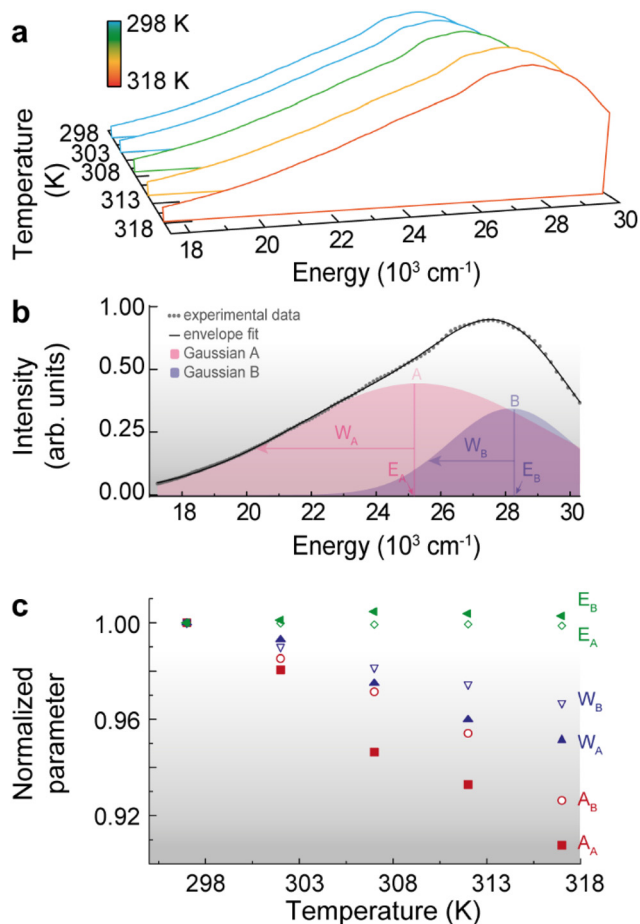 a
298 K
318 K
298
303
308
313
318
Temperature
(K)
18
20
22
24
26
28
30
Energy (10³ cm⁻¹)
b
1.00
0.50
0.25
0.00
Intensity
(arb. units)
experimental data
envelope fit
Gaussian A
Gaussian B
A
B
W_A
W_B
E_A
E_B
18
20
22
24
26
28
30
Energy (10³ cm⁻¹)
c
1.00
0.96
0.92
Normalized
parameter
E_B
E_A
W_B
W_A
A_B
A_A
298
303
308
313
318
Temperature (K)